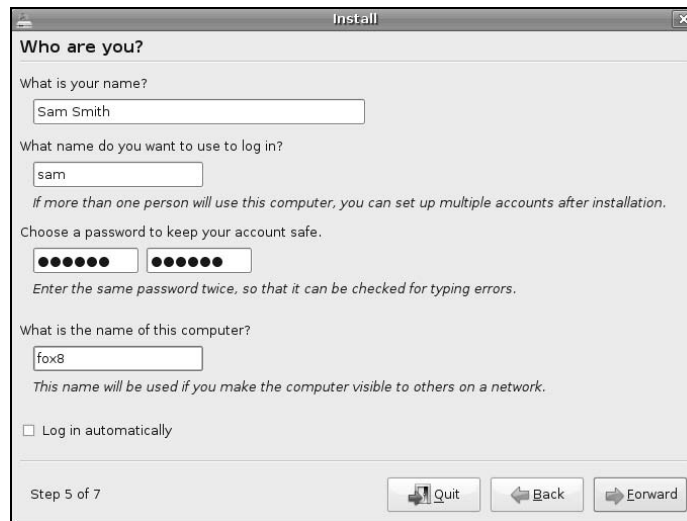 Install
Who are you?
What is your name?
Sam Smith
What name do you want to use to log in?
sam
If more than one person will use this computer, you can set up multiple accounts after installation.
Choose a password to keep your account safe.
●●●●●● ●●●●●●
Enter the same password twice, so that it can be checked for typing errors.
What is the name of this computer?
fox8
This name will be used if you make the computer visible to others on a network.
Log in automatically
Step 5 of 7 Quit Back Forward